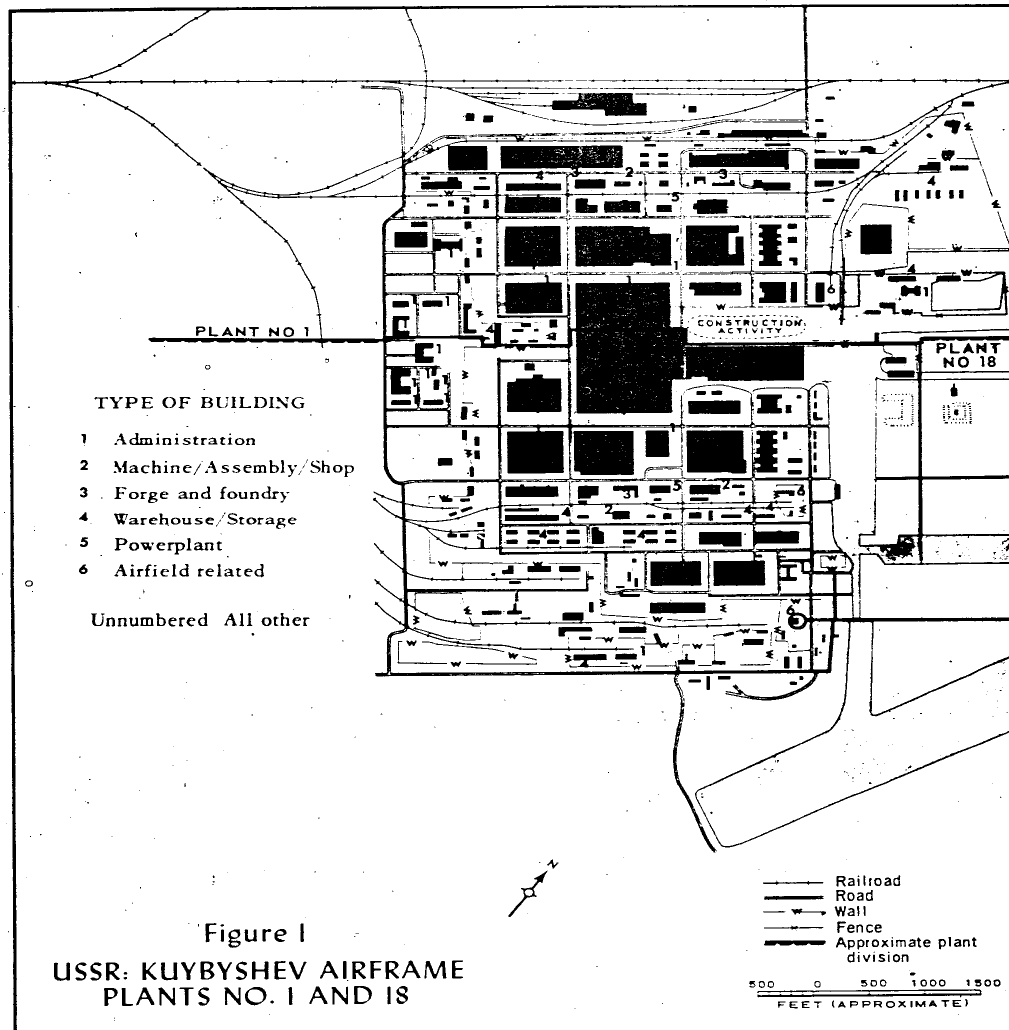 PLANT NO 1
CONSTRUCTION
ACTIVITY
PLANT
NO 18
TYPE OF BUILDING
1 Administration
2 Machine/Assembly/Shop
3 Forge and foundry
4 Warehouse/Storage
5 Powerplant
6 Airfield related
Unnumbered All other
N
Railroad
Road
W Wall
Fence
Approximate plant
division
Figure 1
USSR: KUYBYSHEV AIRFRAME
PLANTS NO. 1 AND 18
500 0 500 1000 1500
FEET (APPROXIMATE)